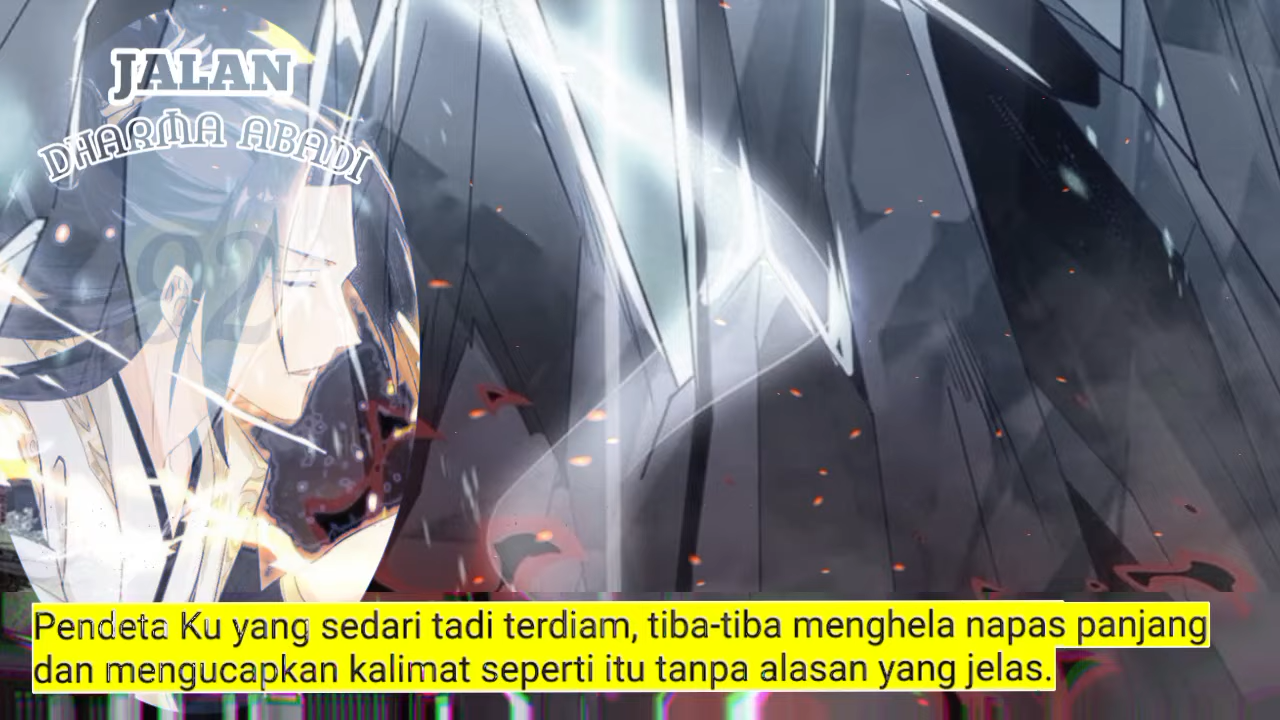 JALAN
DHARMA ABADI
92
Pendeta Ku yang sedari tadi terdiam, tiba-tiba menghela napas panjang
dan mengucapkan kalimat seperti itu tanpa alasan yang jelas.